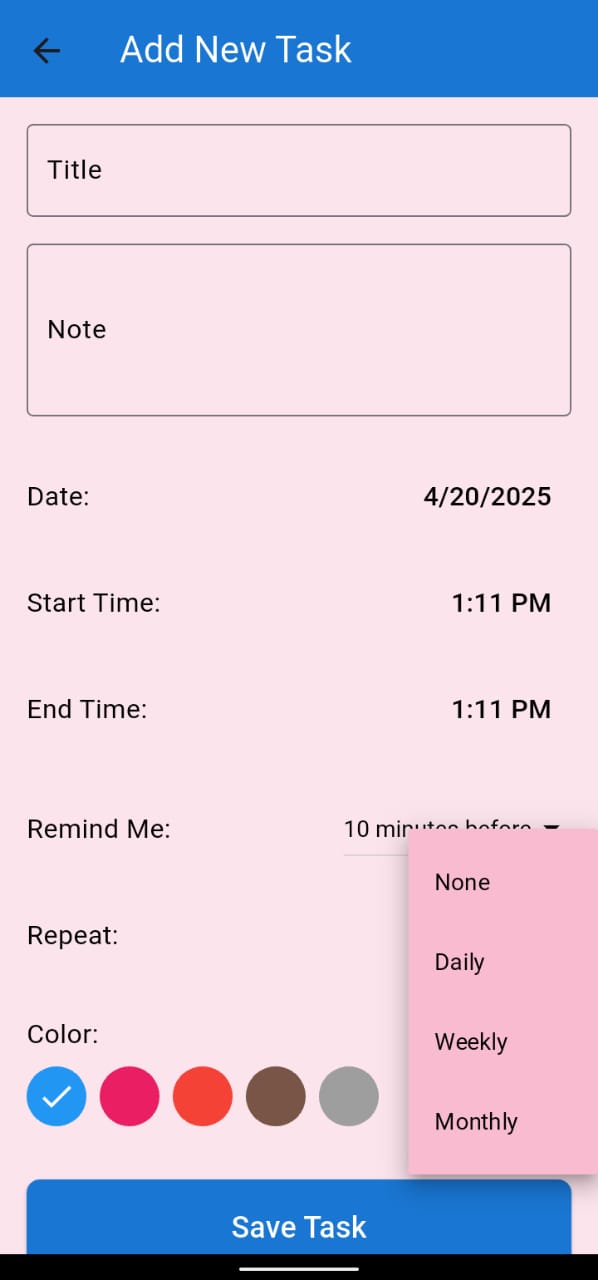 Add New Task
Title
Note
Date: 4/20/2025
Start Time: 1:11 PM
End Time: 1:11 PM
Remind Me: 10 minutes before
None
Repeat:
Daily
Color:
Weekly
Monthly
Save Task